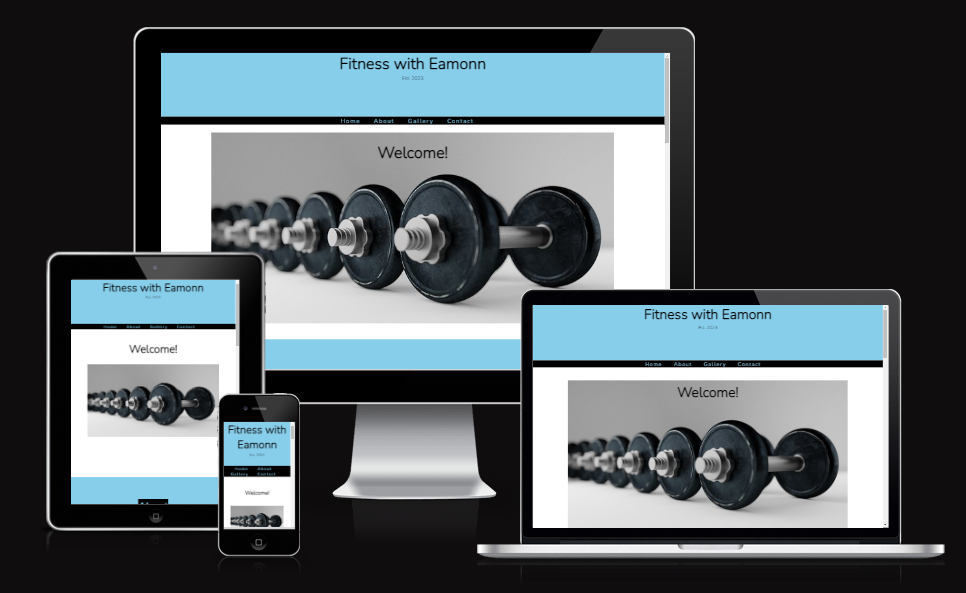 Fitness with Eamonn
Est. 2023
Home About Gallery Contact
Welcome!
Fitness with Eamonn
Est. 2023
Home About Gallery Contact
Welcome!
Fitness with
Eamonn
Est. 2023
Home About
Gallery Contact
Welcome!
Fitness with Eamonn
Est. 2023
Home About Gallery Contact
Welcome!